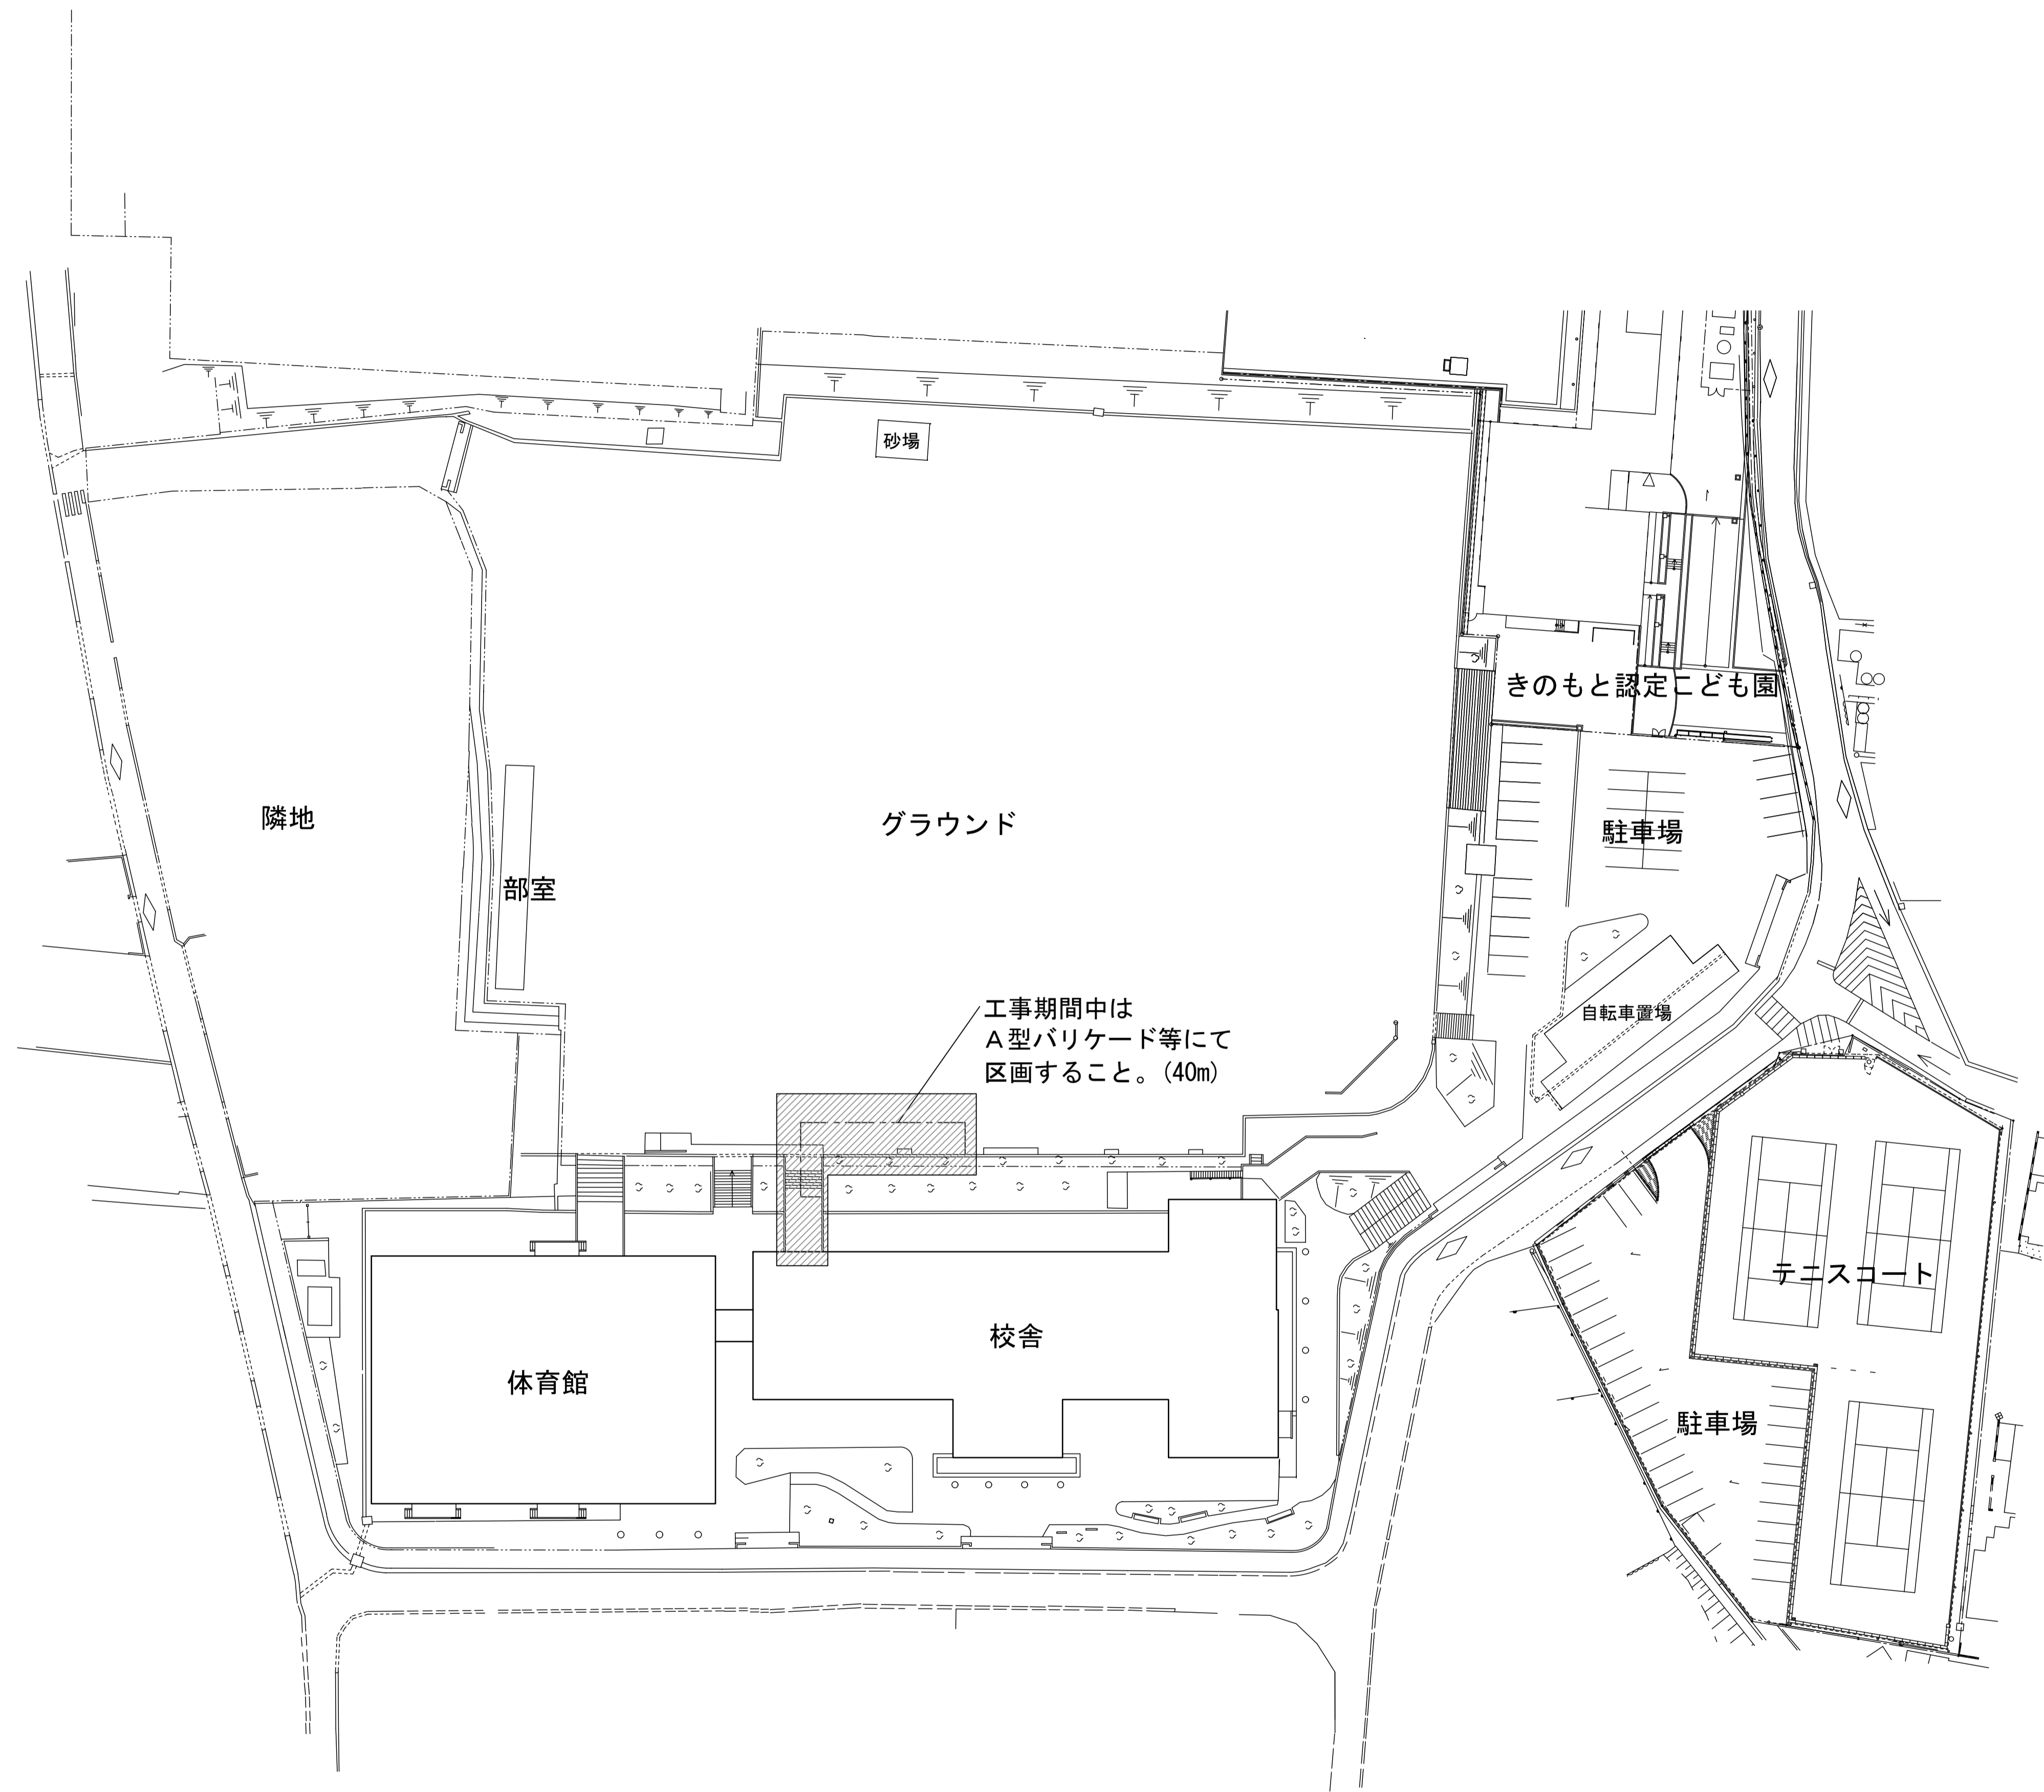 砂場
きのもと認定こども園
隣地
グラウンド
駐車場
部室
工事期間中は
Ａ型バリケード等にて
区画すること。(40m)
自転車置場
テニスコート
校舎
体育館
駐車場